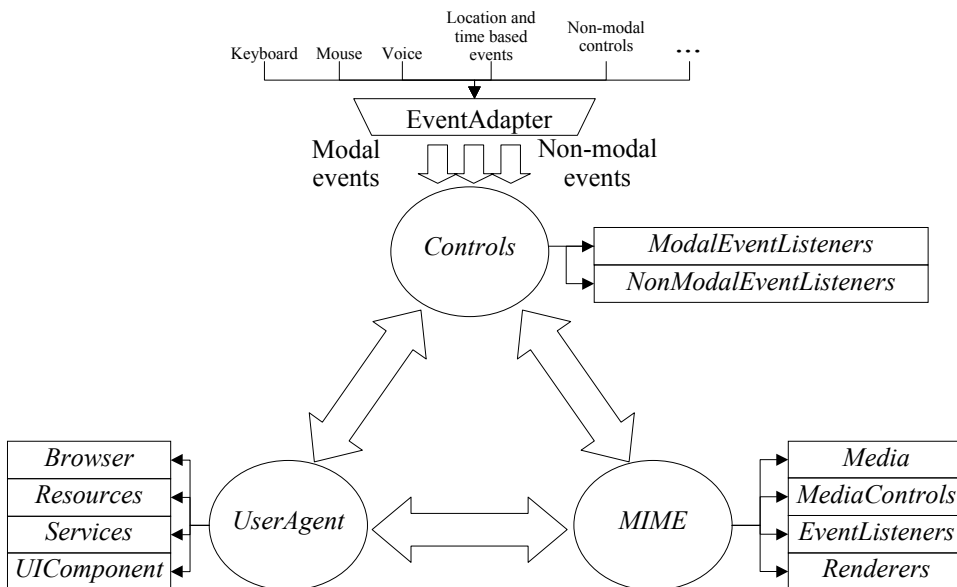 Location and
time based
events
Non-modal
controls
...
Keyboard
Mouse
Voice
EventAdapter
Modal
events
Non-modal
events
Controls
ModalEventListeners
NonModalEventListeners
Browser
Resources
Services
UIComponent
UserAgent
MIME
Media
MediaControls
EventListeners
Renderers